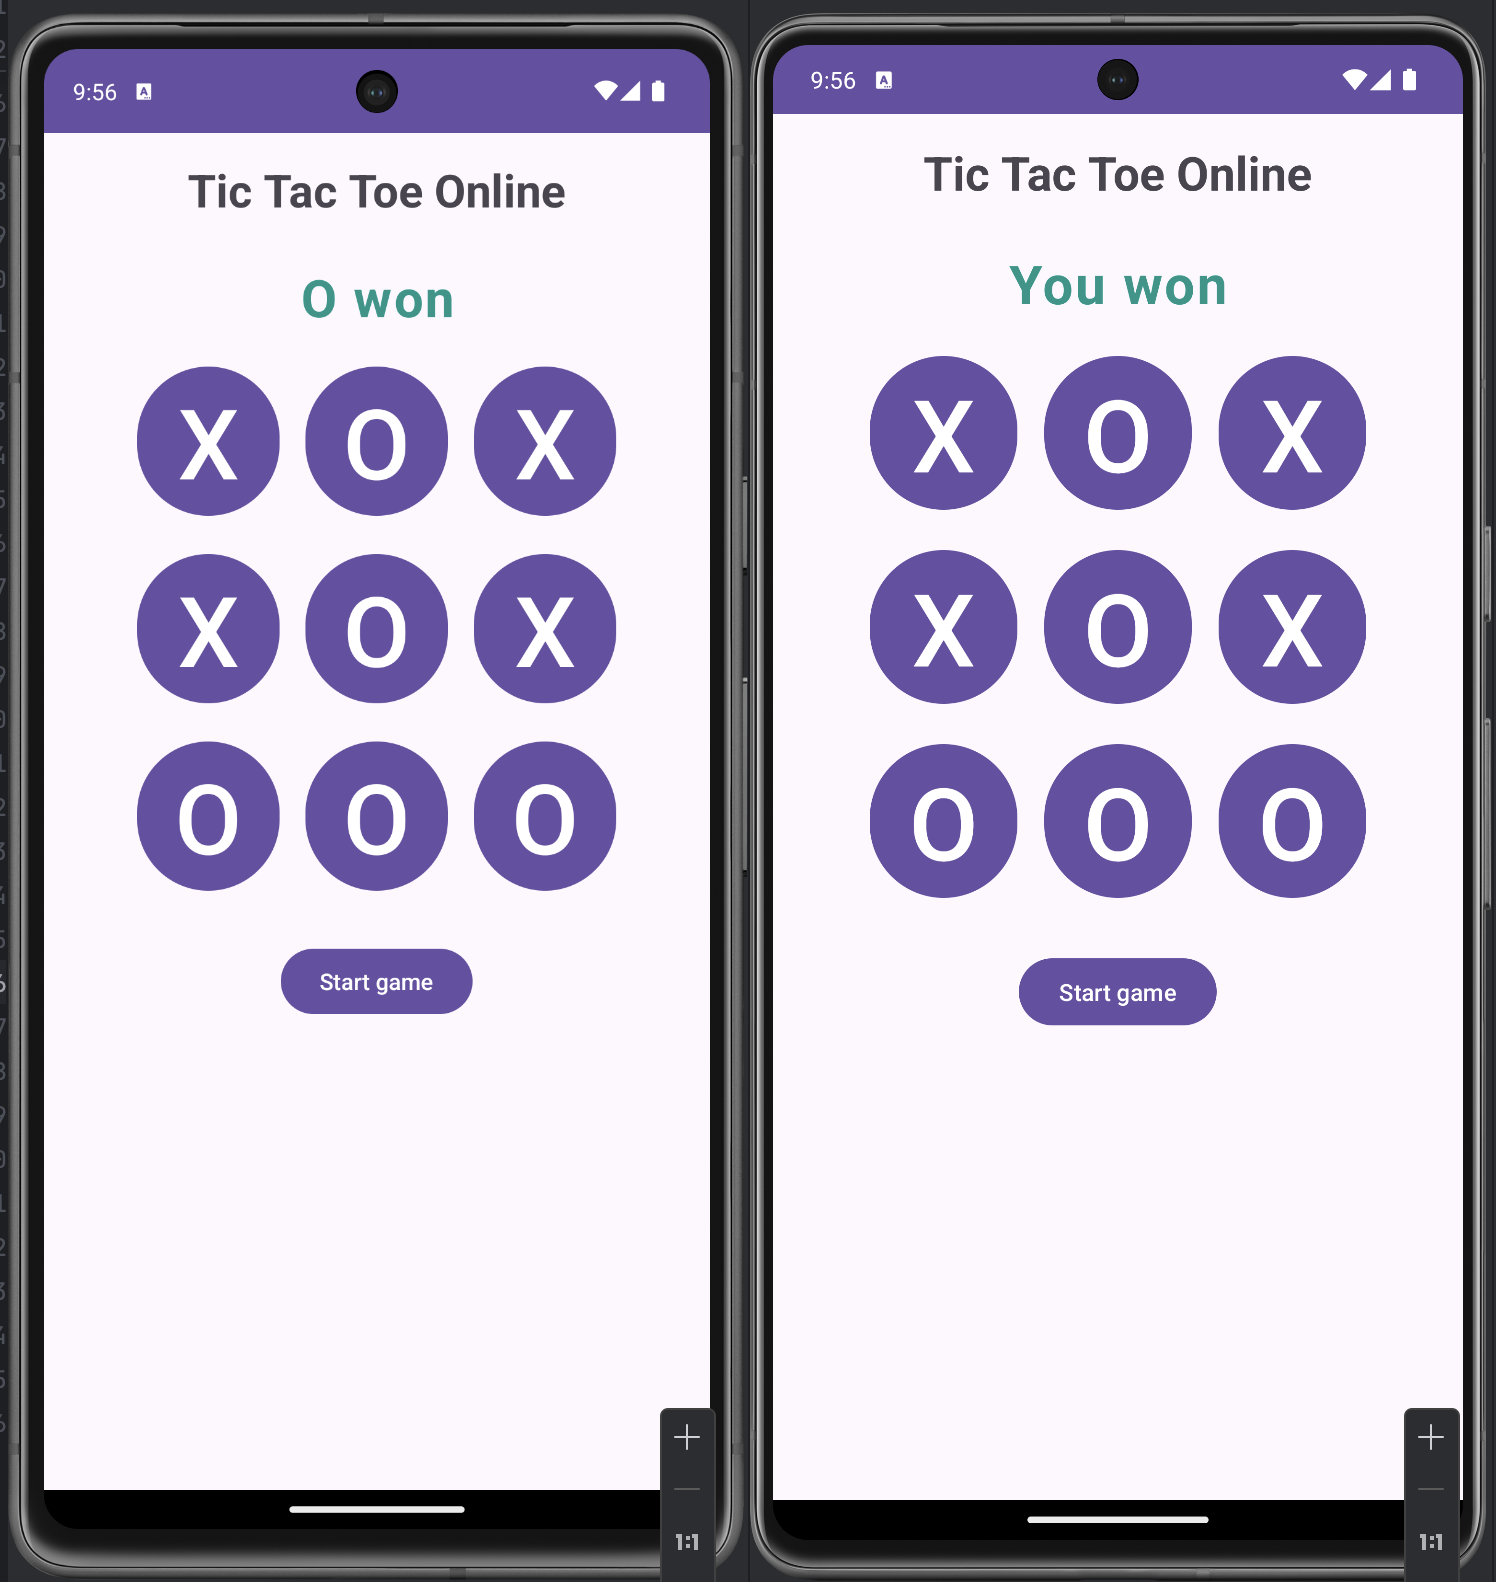 9:56
Tic Tac Toe Online
O won
X O X
X O X
O O O
Start game
1:1
9:56
Tic Tac Toe Online
You won
X O X
X O X
O O O
Start game
1:1